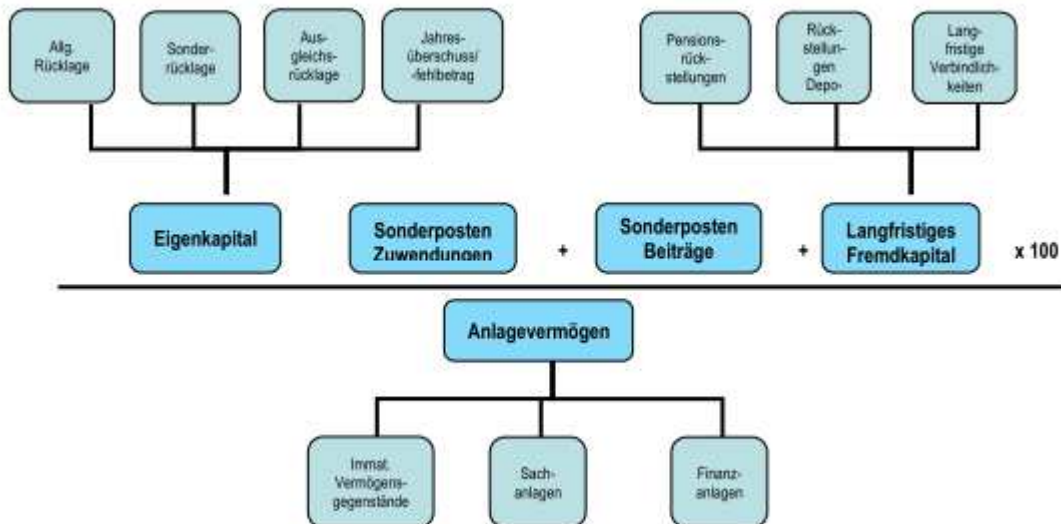 Allg.
Rücklage
Sonder-
rücklage
Aus-
gleichs-
rücklage
Jahres-
überschuss/
-fehlbetrag
Pensions-
rück-
stellungen
Rück-
stellun-
gen
Depo-
Lang-
fristige
Verbindlich-
keiten
Eigenkapital
Sonderposten
Zuwendungen
+
Sonderposten
Beiträge
+
Langfristiges
Fremdkapital
x 100
Anlagevermögen
Immat.
Vermögens-
gegenstände
Sach-
anlagen
Finanz-
anlagen